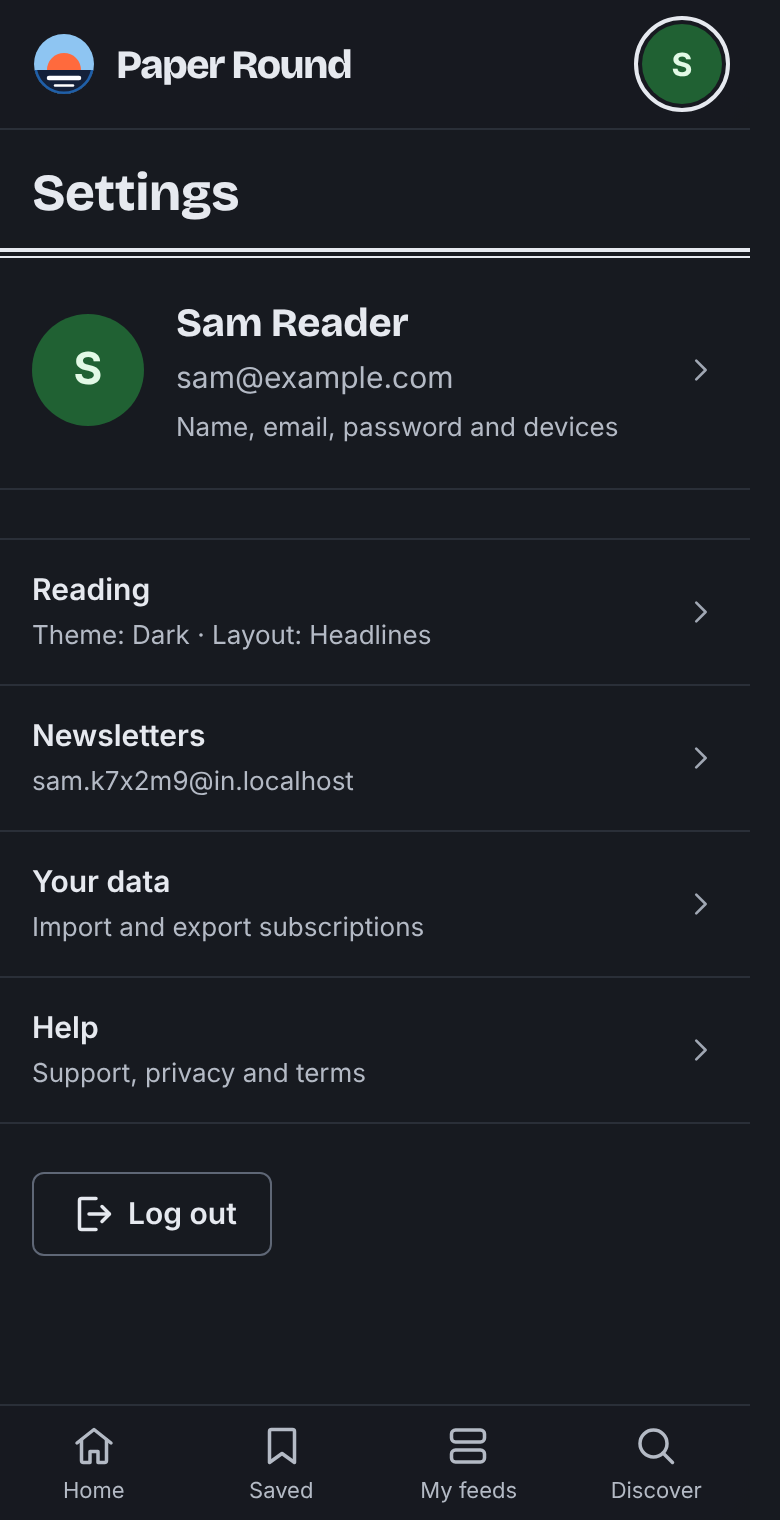 Paper Round
S
Settings
S
Sam Reader
sam@example.com
Name, email, password and devices
Reading
Theme: Dark · Layout: Headlines
Newsletters
sam.k7x2m9@in.localhost
Your data
Import and export subscriptions
Help
Support, privacy and terms
Log out
Home
Saved
My feeds
Discover